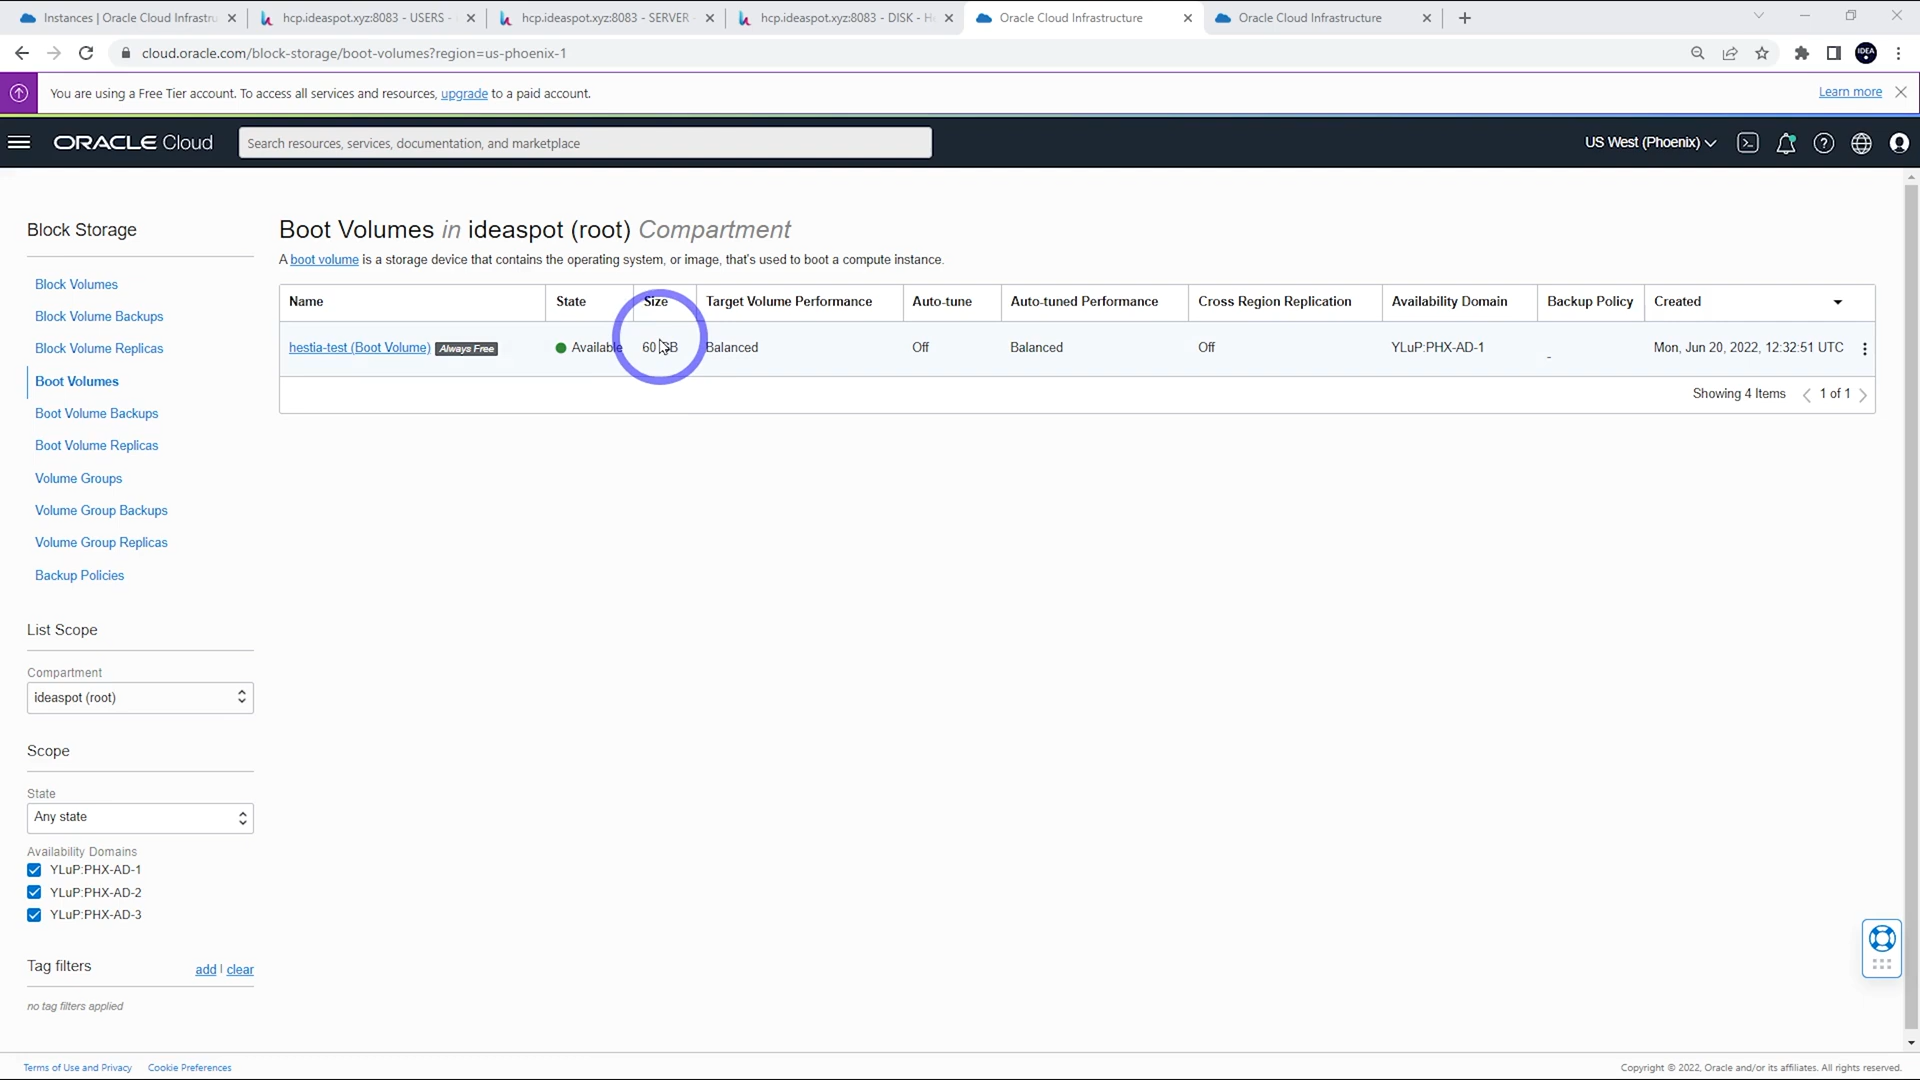 Instances | Oracle Cloud Infrastru
hcp.ideaspot.xyz:8083 - USERS -
hcp.ideaspot.xyz:8083 - SERVER -
hcp.ideaspot.xyz:8083 - DISK - H
Oracle Cloud Infrastructure
Oracle Cloud Infrastructure
cloud.oracle.com/block-storage/boot-volumes?region=us-phoenix-1
IDEA
You are using a Free Tier account. To access all services and resources, upgrade to a paid account.
Learn more
ORACLE Cloud
Search resources, services, documentation, and marketplace
US West (Phoenix)
Block Storage
Block Volumes
Block Volume Backups
Block Volume Replicas
Boot Volumes
Boot Volume Backups
Boot Volume Replicas
Volume Groups
Volume Group Backups
Volume Group Replicas
Backup Policies
List Scope
Compartment
ideaspot (root)
Scope
State
Any state
Availability Domains
YLuP:PHX-AD-1
YLuP:PHX-AD-2
YLuP:PHX-AD-3
Tag filters
add | clear
no tag filters applied
Boot Volumes in ideaspot (root) Compartment
A boot volume is a storage device that contains the operating system, or image, that's used to boot a compute instance.
Name State Size Target Volume Performance Auto-tune Auto-tuned Performance Cross Region Replication Availability Domain Backup Policy Created
hestia-test (Boot Volume) Always Free Available 60 Balanced Off Balanced Off YLuP:PHX-AD-1 - Mon, Jun 20, 2022, 12:32:51 UTC
Showing 4 Items 1 of 1
Terms of Use and Privacy Cookie Preferences
Copyright © 2022, Oracle and/or its affiliates. All rights reserved.